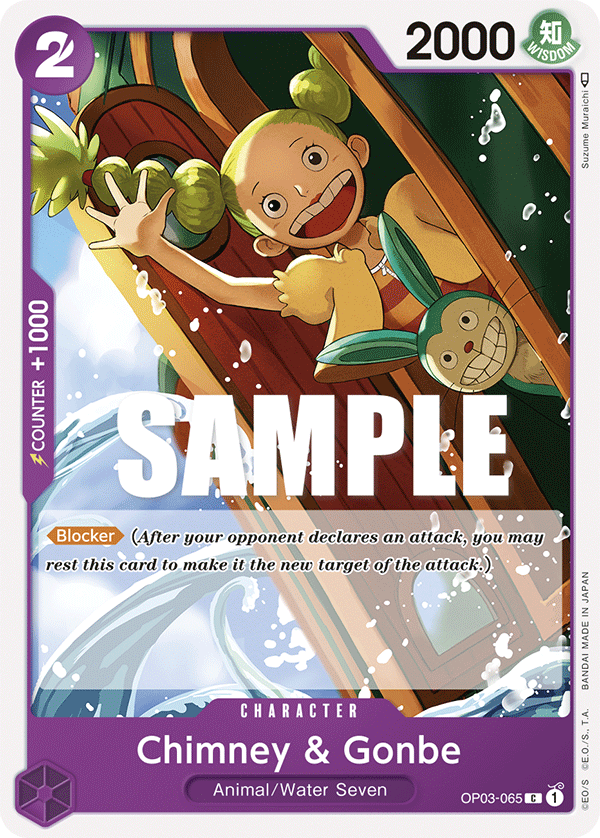 2
2000
知
WISDOM
Suzume Muraichi
COUNTER +1000
SAMPLE
Blocker (After your opponent declares an attack, you may
rest this card to make it the new target of the attack.)
CHARACTER
Chimney & Gonbe
Animal/Water Seven
OP03-065 C 1
©EO/S ©E.O./S., T.A. BANDAI MADE IN JAPAN